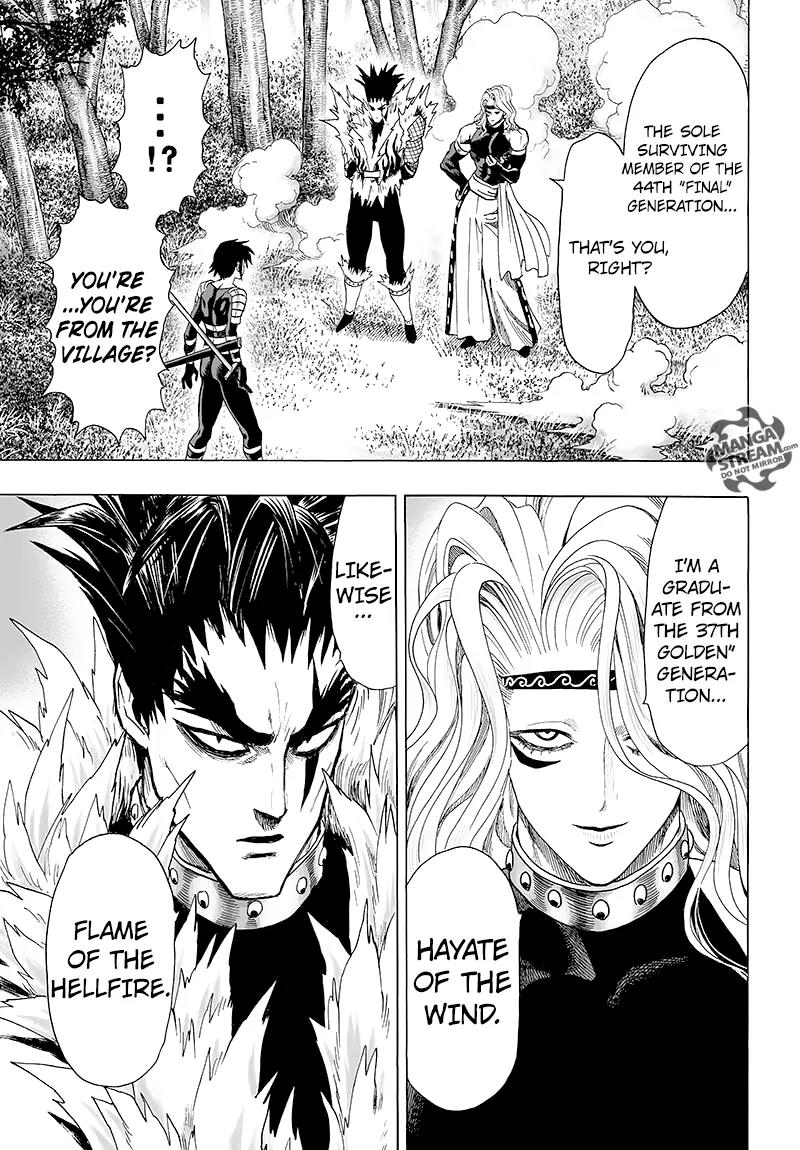 THE SOLE
SURVIVING
MEMBER OF THE
44TH "FINAL"
GENERATION...
THAT'S YOU,
RIGHT?
...
!?
YOU'RE
...YOU'RE
FROM THE
VILLAGE?
MANGA
STREAM.com
DO NOT MIRROR
I'M A
GRADU-
ATE FROM
THE 37TH
GOLDEN"
GENERA-
TION...
HAYATE
OF THE
WIND.
LIKE-
WISE
...
FLAME
OF THE
HELLFIRE.